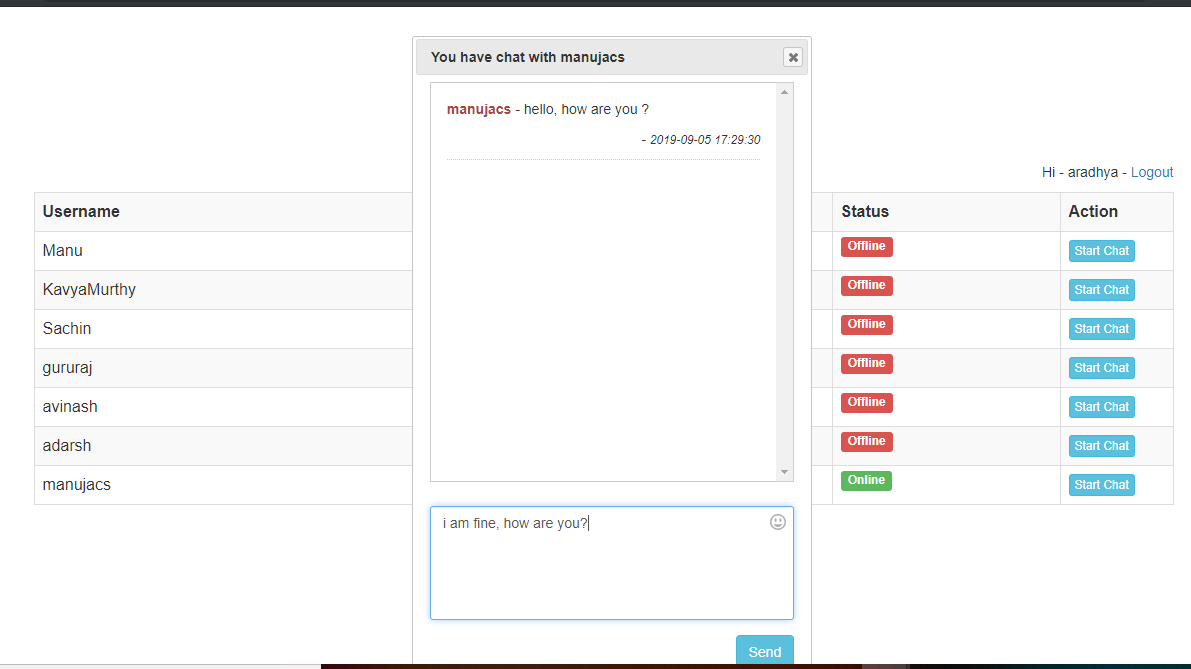 You have chat with manujacs
manujacs - hello, how are you ?
- 2019-09-05 17:29:30
Hi - aradhya - Logout
Username Status Action
Manu Offline Start Chat
KavyaMurthy Offline Start Chat
Sachin Offline Start Chat
gururaj Offline Start Chat
avinash Offline Start Chat
adarsh Offline Start Chat
manujacs Online Start Chat
i am fine, how are you?
Send